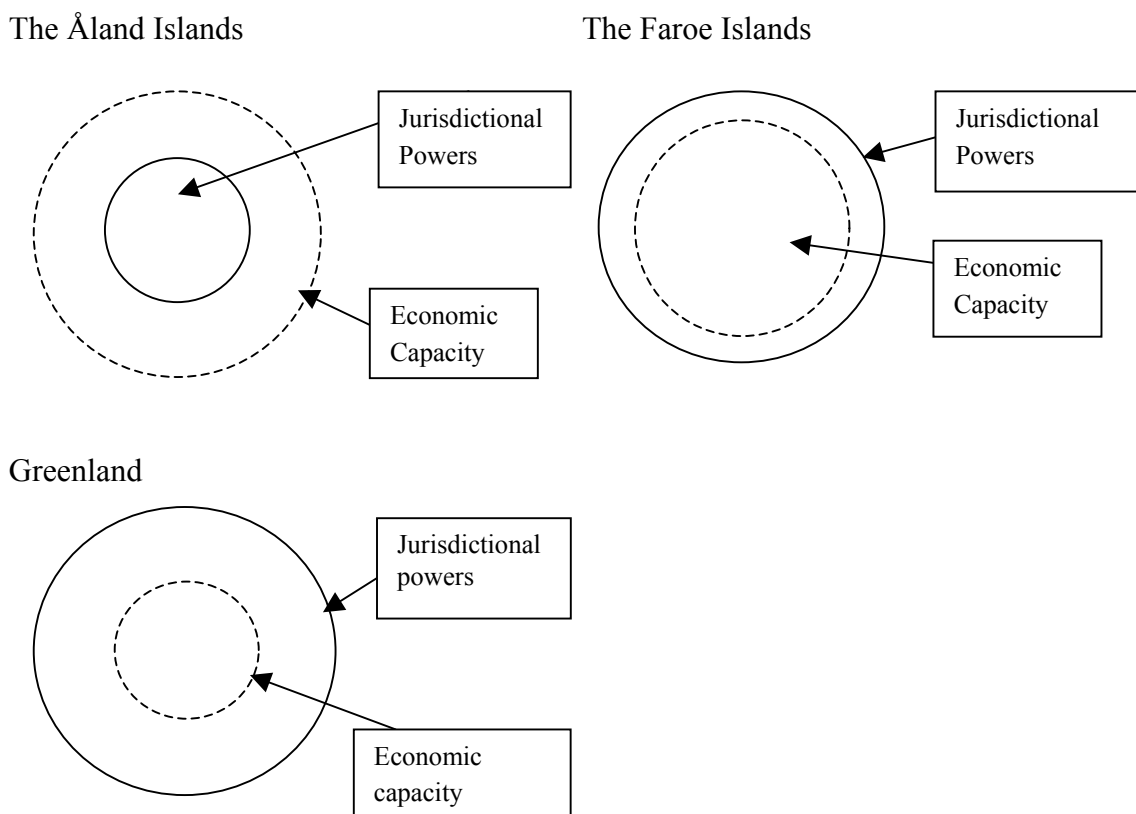 The Åland Islands
The Faroe Islands
Jurisdictional
Powers
Jurisdictional
Powers
Economic
Capacity
Economic
Capacity
Greenland
Jurisdictional
powers
Economic
capacity